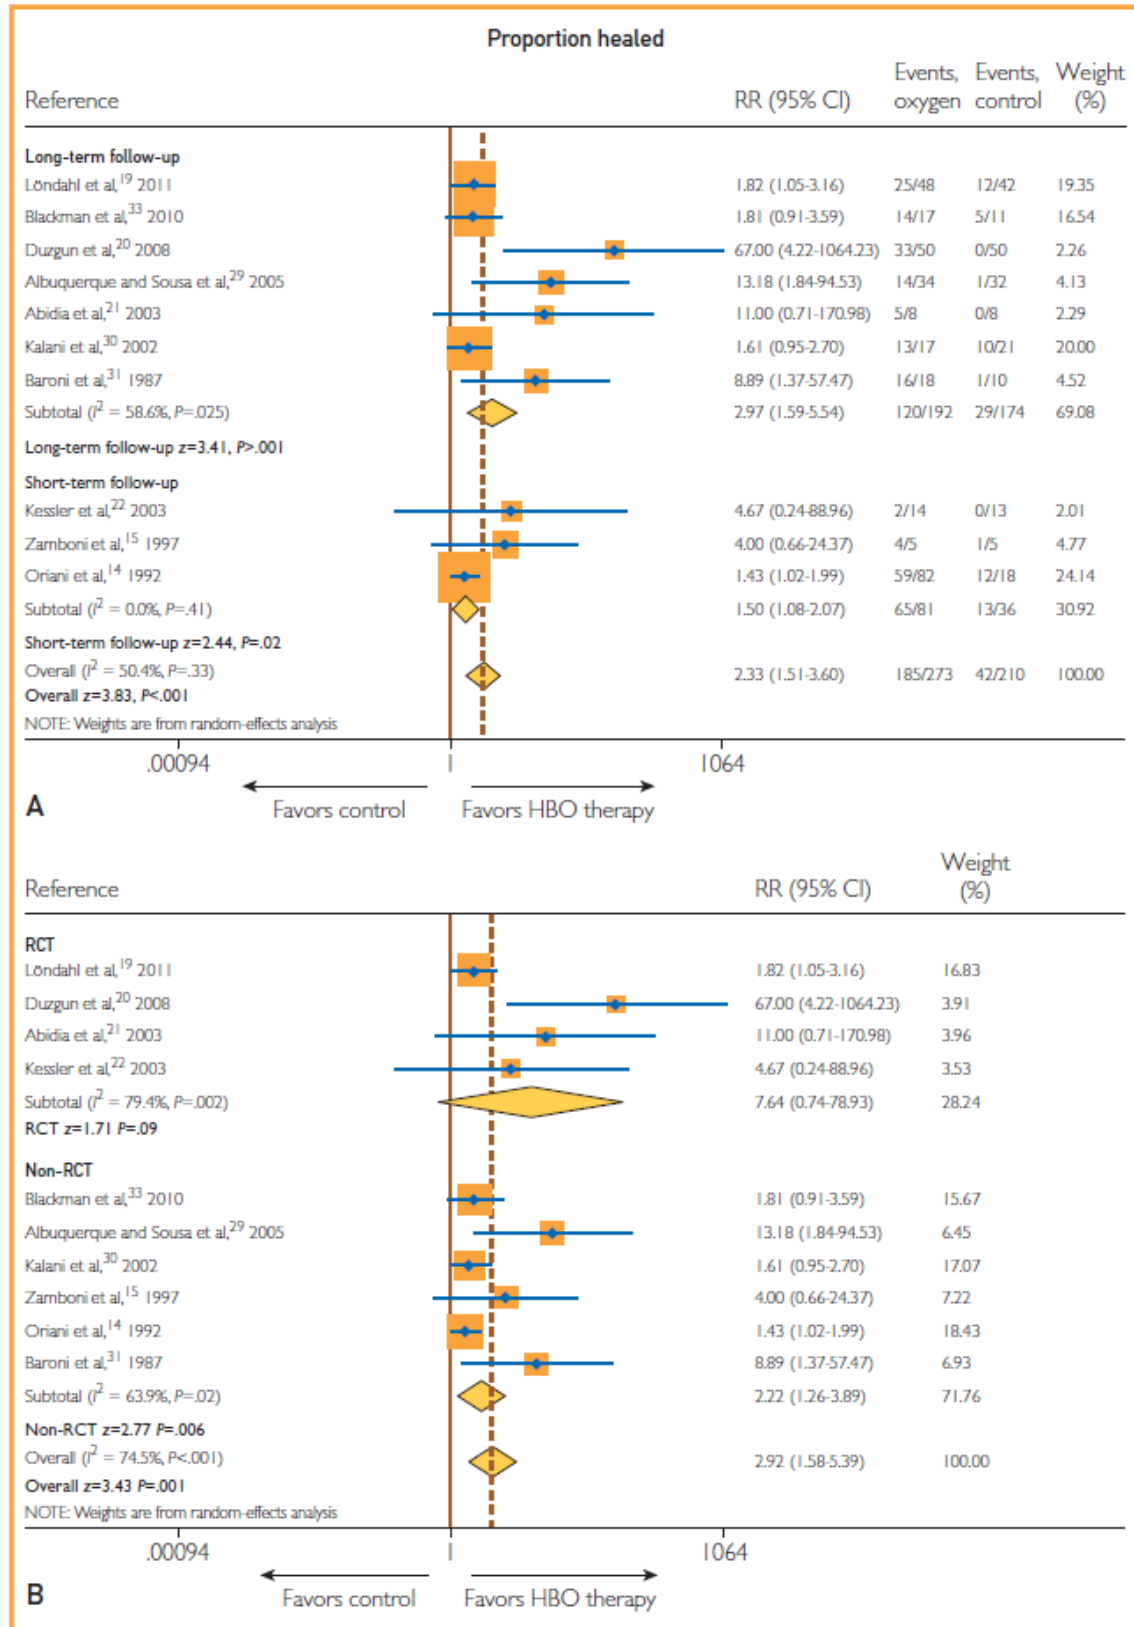 Proportion healed
Reference RR (95% CI) Events, oxygen Events, control Weight (%)
Long-term follow-up
Löndahl et al,19 2011 1.82 (1.05-3.16) 25/48 12/42 19.35
Blackman et al,33 2010 1.81 (0.91-3.59) 14/17 5/11 16.54
Duzgun et al,20 2008 67.00 (4.22-1064.23) 33/50 0/50 2.26
Albuquerque and Sousa et al,29 2005 13.18 (1.84-94.53) 14/34 1/32 4.13
Abidia et al,21 2003 11.00 (0.71-170.98) 5/8 0/8 2.29
Kalani et al,30 2002 1.61 (0.95-2.70) 13/17 10/21 20.00
Baroni et al,31 1987 8.89 (1.37-57.47) 16/18 1/10 4.52
Subtotal (I2 = 58.6%, P=.025) 2.97 (1.59-5.54) 120/192 29/174 69.08
Long-term follow-up z=3.41, P>.001
Short-term follow-up
Kessler et al,22 2003 4.67 (0.24-88.96) 2/14 0/13 2.01
Zamboni et al,15 1997 4.00 (0.66-24.37) 4/5 1/5 4.77
Oriani et al,14 1992 1.43 (1.02-1.99) 59/82 12/18 24.14
Subtotal (I2 = 0.0%, P=.41) 1.50 (1.08-2.07) 65/81 13/36 30.92
Short-term follow-up z=2.44, P=.02
Overall (I2 = 50.4%, P=.33) 2.33 (1.51-3.60) 185/273 42/210 100.00
Overall z=3.83, P<.001
NOTE: Weights are from random-effects analysis
.00094 1 1064
A Favors control Favors HBO therapy
Reference RR (95% CI) Weight (%)
RCT
Löndahl et al,19 2011 1.82 (1.05-3.16) 16.83
Duzgun et al,20 2008 67.00 (4.22-1064.23) 3.91
Abidia et al,21 2003 11.00 (0.71-170.98) 3.96
Kessler et al,22 2003 4.67 (0.24-88.96) 3.53
Subtotal (I2 = 79.4%, P=.002) 7.64 (0.74-78.93) 28.24
RCT z=1.71 P=.09
Non-RCT
Blackman et al,33 2010 1.81 (0.91-3.59) 15.67
Albuquerque and Sousa et al,29 2005 13.18 (1.84-94.53) 6.45
Kalani et al,30 2002 1.61 (0.95-2.70) 17.07
Zamboni et al,15 1997 4.00 (0.66-24.37) 7.22
Oriani et al,14 1992 1.43 (1.02-1.99) 18.43
Baroni et al,31 1987 8.89 (1.37-57.47) 6.93
Subtotal (I2 = 63.9%, P=.02) 2.22 (1.26-3.89) 71.76
Non-RCT z=2.77 P=.006
Overall (I2 = 74.5%, P<.001) 2.92 (1.58-5.39) 100.00
Overall z=3.43 P=.001
NOTE: Weights are from random-effects analysis
.00094 1 1064
B Favors control Favors HBO therapy